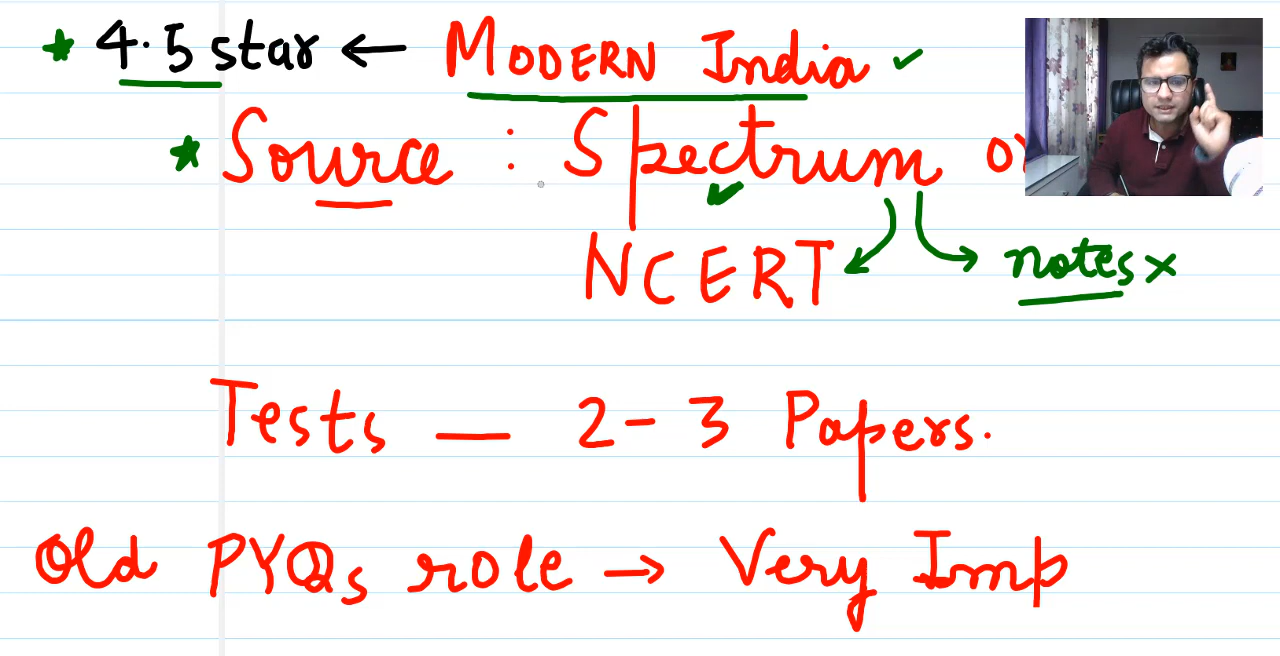 4.5 star ← MODERN India ✓
Source : Spectrum
NCERT notes ×
Tests — 2-3 Papers.
Old PYQs role → Very Imp